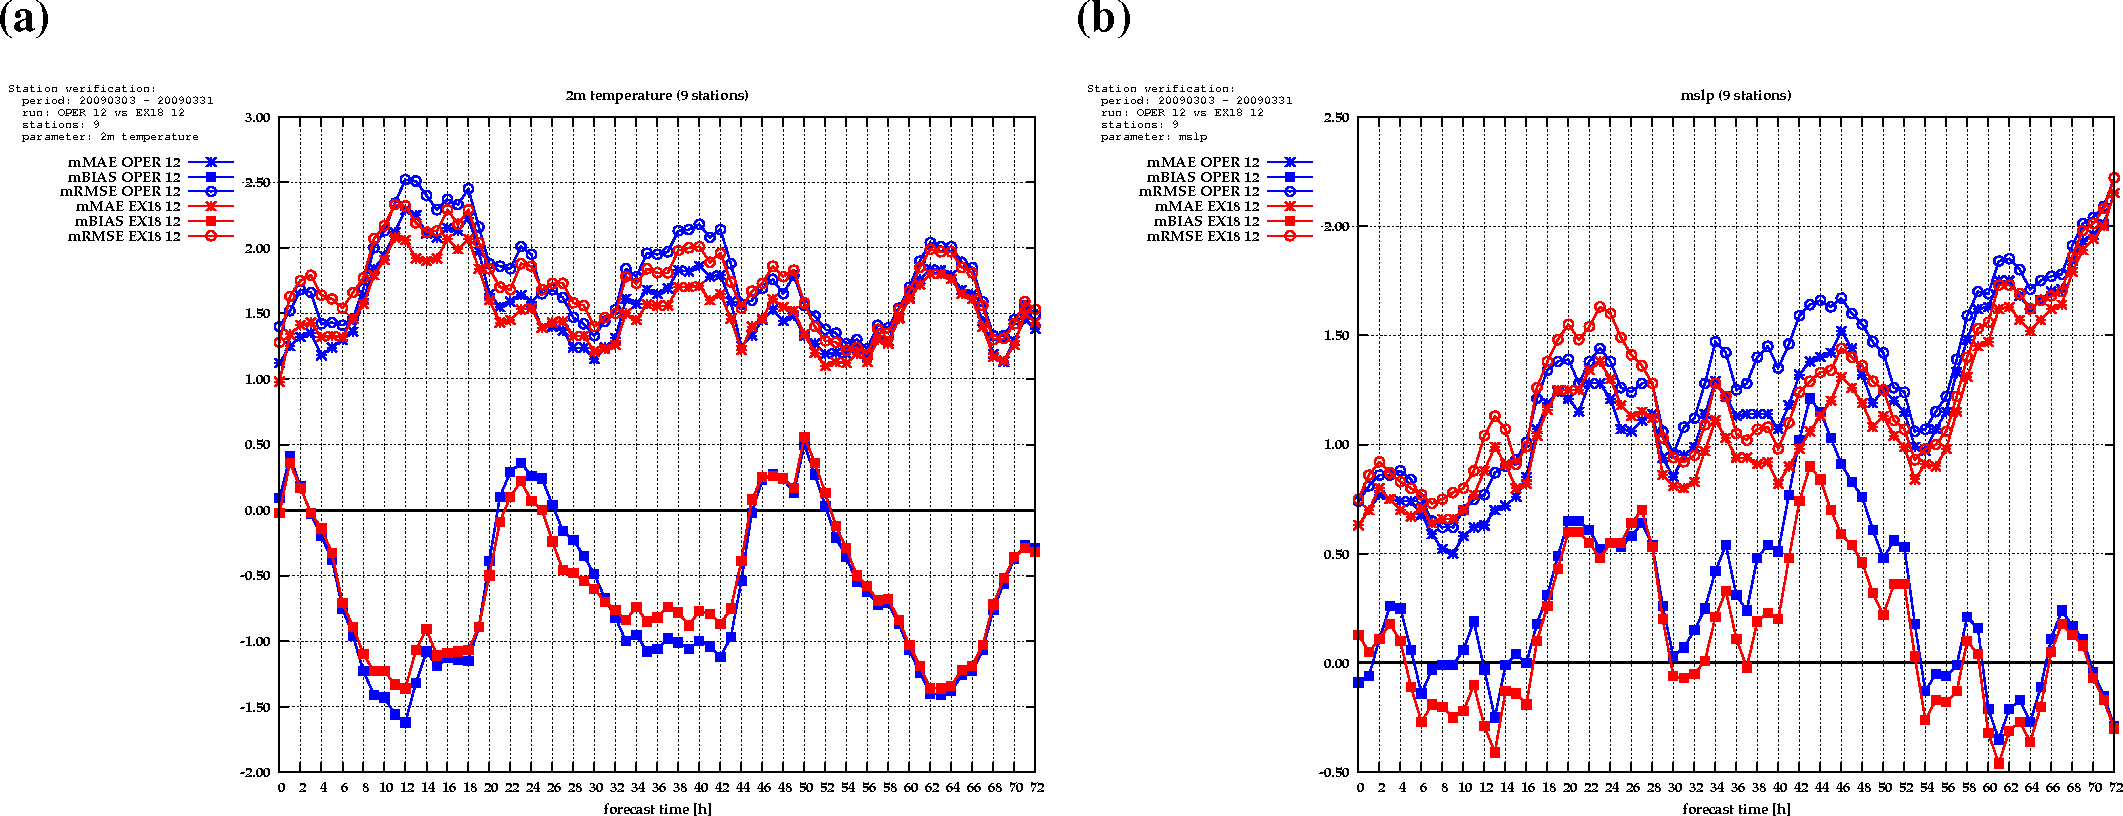 (a)
Station verification:
period: 20090303 - 20090331
run: OPER 12 vs EX18 12
stations: 9
parameter: 2m temperature
mMAE OPER 12
mBIAS OPER 12
mRMSE OPER 12
mMAE EX18 12
mBIAS EX18 12
mRMSE EX18 12
2m temperature (9 stations)
3.00
2.50
2.00
1.50
1.00
0.50
0.00
-0.50
-1.00
-1.50
-2.00
0 2 4 6 8 10 12 14 16 18 20 22 24 26 28 30 32 34 36 38 40 42 44 46 48 50 52 54 56 58 60 62 64 66 68 70 72
forecast time [h]
(b)
Station verification:
period: 20090303 - 20090331
run: OPER 12 vs EX18 12
stations: 9
parameter: mslp
mMAE OPER 12
mBIAS OPER 12
mRMSE OPER 12
mMAE EX18 12
mBIAS EX18 12
mRMSE EX18 12
mslp (9 stations)
2.50
2.00
1.50
1.00
0.50
0.00
-0.50
0 2 4 6 8 10 12 14 16 18 20 22 24 26 28 30 32 34 36 38 40 42 44 46 48 50 52 54 56 58 60 62 64 66 68 70 72
forecast time [h]